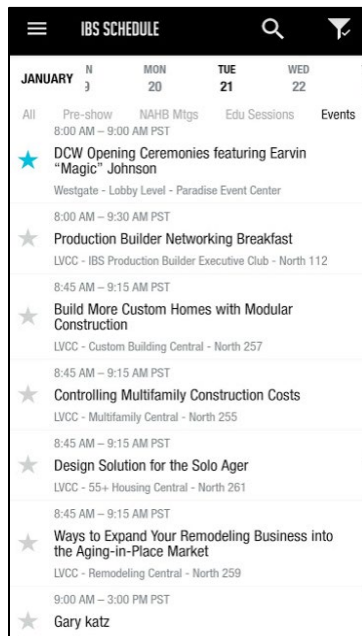 IBS SCHEDULE
JANUARY
MON TUE WED
20 21 22
All Pre-show NAHB Mtgs Edu Sessions Events
8:00 AM – 9:00 AM PST
DCW Opening Ceremonies featuring Earvin
“Magic” Johnson
Westgate - Lobby Level - Paradise Event Center
8:00 AM – 9:30 AM PST
Production Builder Networking Breakfast
LVCC - IBS Production Builder Executive Club - North 112
8:45 AM – 9:15 AM PST
Build More Custom Homes with Modular
Construction
LVCC - Custom Building Central - North 257
8:45 AM – 9:15 AM PST
Controlling Multifamily Construction Costs
LVCC - Multifamily Central - North 255
8:45 AM – 9:15 AM PST
Design Solution for the Solo Ager
LVCC - 55+ Housing Central - North 261
8:45 AM – 9:15 AM PST
Ways to Expand Your Remodeling Business into
the Aging-in-Place Market
LVCC - Remodeling Central - North 259
9:00 AM – 3:00 PM PST
Gary katz